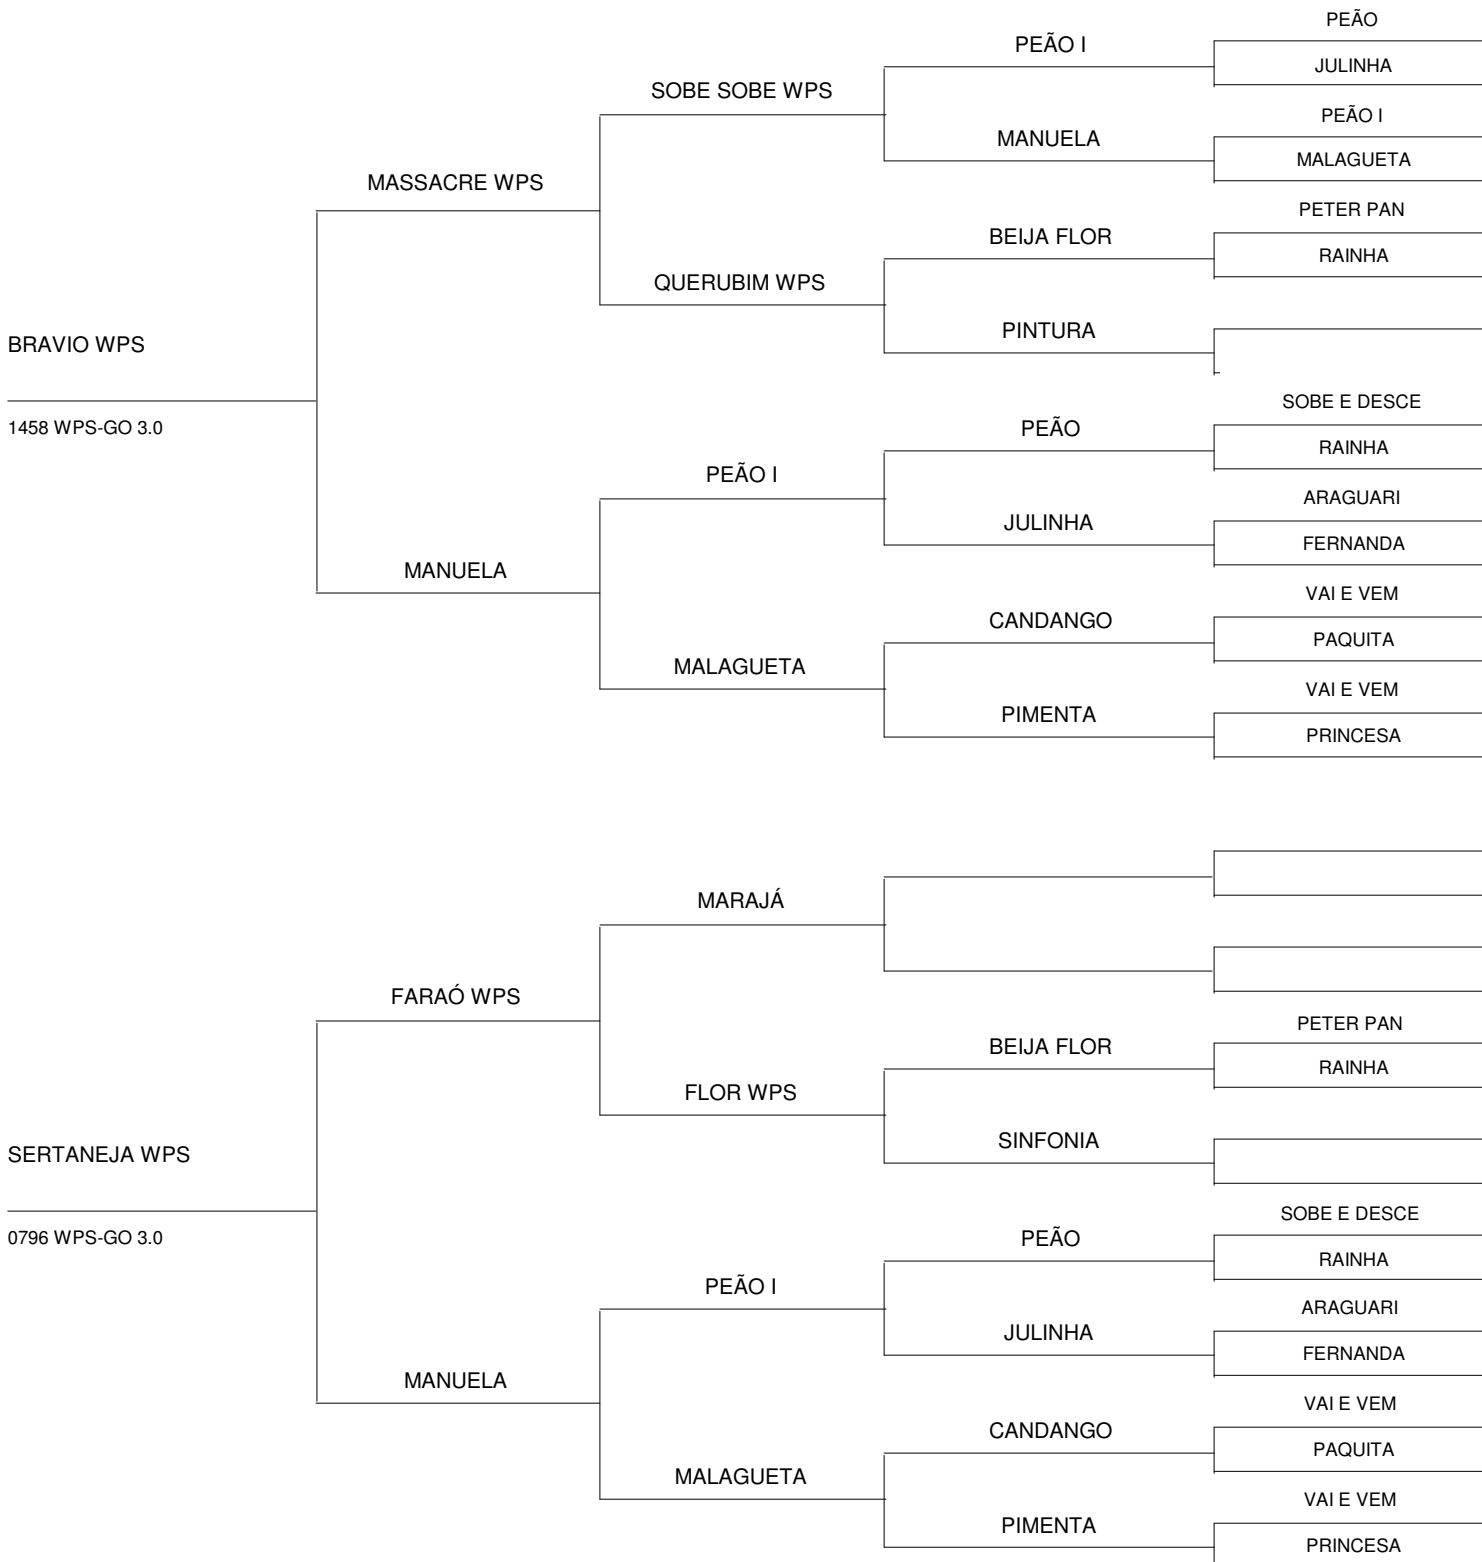 PEÃO
PEÃO I
JULINHA
SOBE SOBE WPS
PEÃO I
MANUELA
MALAGUETA
MASSACRE WPS
PETER PAN
BEIJA FLOR
RAINHA
QUERUBIM WPS
PINTURA
BRAVIO WPS
SOBE E DESCE
1458 WPS-GO 3.0
PEÃO
RAINHA
PEÃO I
ARAGUARI
JULINHA
FERNANDA
MANUELA
VAI E VEM
CANDANGO
PAQUITA
MALAGUETA
VAI E VEM
PIMENTA
PRINCESA
MARAJÁ
FARAÓ WPS
PETER PAN
BEIJA FLOR
RAINHA
FLOR WPS
SINFONIA
SERTANEJA WPS
SOBE E DESCE
0796 WPS-GO 3.0
PEÃO
RAINHA
PEÃO I
ARAGUARI
JULINHA
FERNANDA
MANUELA
VAI E VEM
CANDANGO
PAQUITA
MALAGUETA
VAI E VEM
PIMENTA
PRINCESA